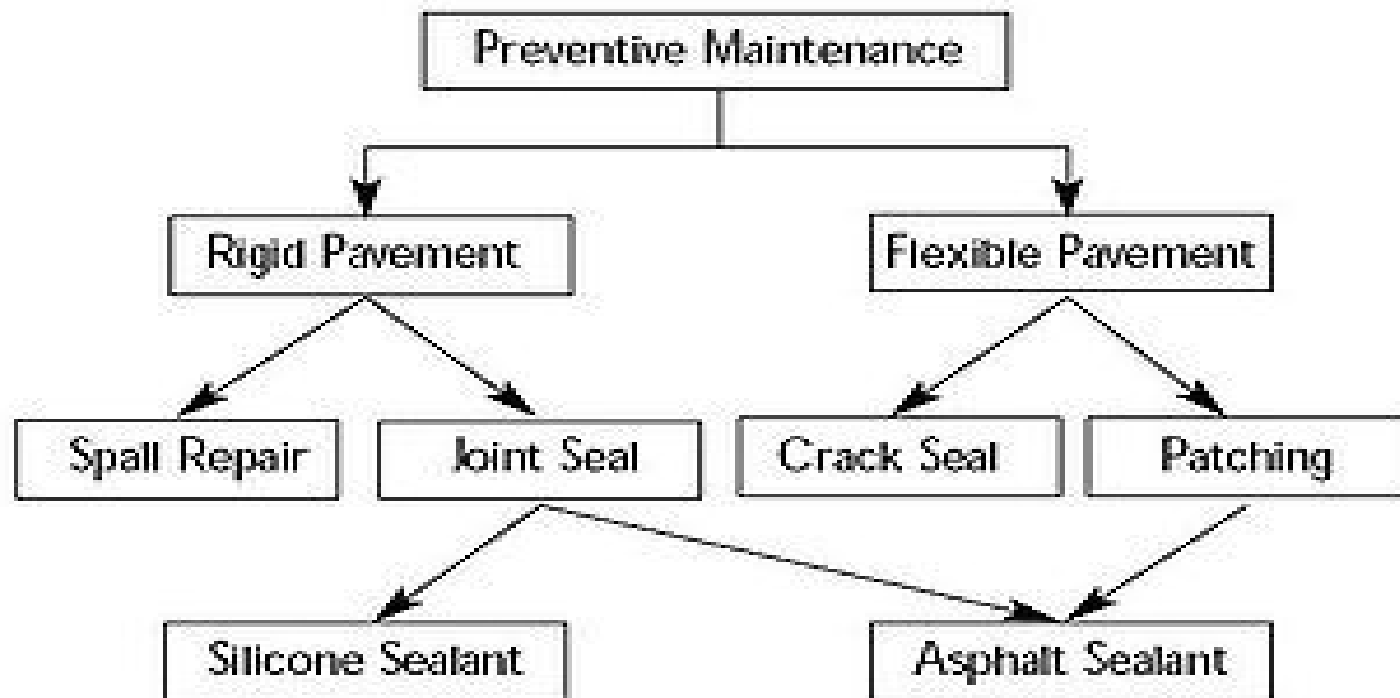 Preventive Maintenance
Rigid Pavement
Flexible Pavement
Spall Repair
Joint Seal
Crack Seal
Patching
Silicone Sealant
Asphalt Sealant